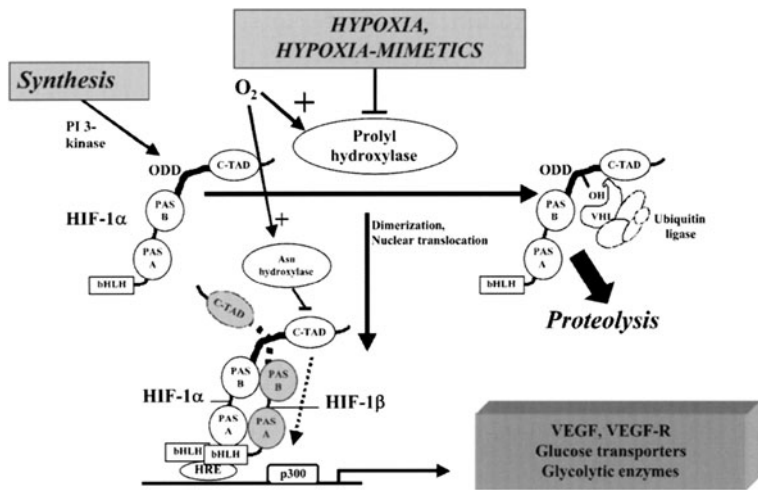 HYPOXIA,
HYPOXIA-MIMETICS
Synthesis
O2
+
PI 3-
kinase
Prolyl
hydroxylase
ODD
C-TAD
PAS
B
HIF-1α
PAS
A
bHLH
ODD
C-TAD
OH
PAS
B
VHL
Ubiquitin
ligase
PAS
A
bHLH
Proteolysis
+
Dimerization,
Nuclear translocation
Asn
hydroxylase
C-TAD
C-TAD
PAS
B
PAS
B
HIF-1α
HIF-1β
PAS
A
PAS
A
bHLH
bHLH
HRE
p300
VEGF, VEGF-R
Glucose transporters
Glycolytic enzymes